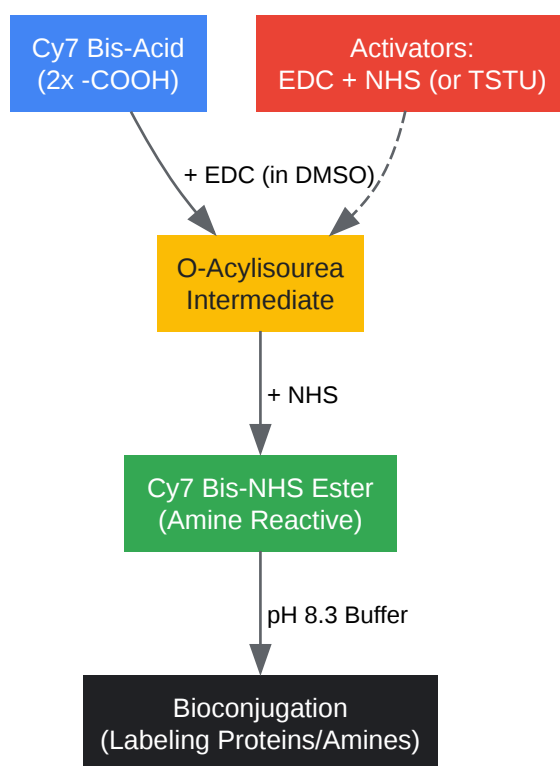 Cy7 Bis-Acid
(2x -COOH)
Activators:
EDC + NHS (or TSTU)
+ EDC (in DMSO)
O-Acylisourea
Intermediate
+ NHS
Cy7 Bis-NHS Ester
(Amine Reactive)
pH 8.3 Buffer
Bioconjugation
(Labeling Proteins/Amines)